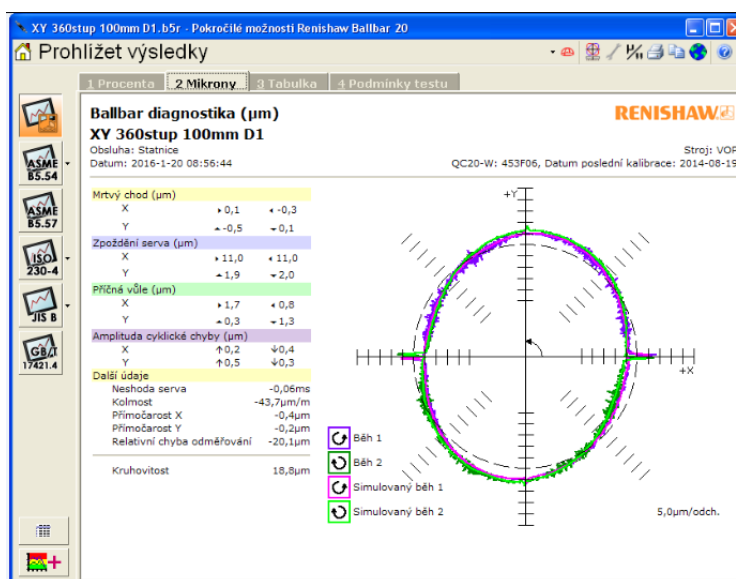 XY 360stup 100mm D1.b5r - Pokročilé možnosti Renishaw Ballbar 20
Prohlížet výsledky
1 Procenta 2 Mikrony 3 Tabulka 4 Podmínky testu
Ballbar diagnostika (µm)
XY 360stup 100mm D1
RENISHAW
Obsluha: Statnice
Stroj: VOP
Datum: 2016-1-20 08:56:44
QC20-W: 453F06, Datum poslední kalibrace: 2014-08-19
ASME B5.54
ASME B5.57
ISO 230-4
JIS B
GB/T 17421.4
Mrtvý chod (µm)
X 0,1 -0,3
Y -0,5 0,1
Zpoždění serva (µm)
X 11,0 11,0
Y 1,9 2,0
Příčná vůle (µm)
X 1,7 0,8
Y 0,3 1,3
Amplituda cyklické chyby (µm)
X ↑0,2 ↓0,4
Y ↑0,5 ↓0,3
Další údaje
Neshoda serva -0,06ms
Kolmost -43,7µm/m
Přímočarost X -0,4µm
Přímočarost Y -0,2µm
Relativní chyba odměřování -20,1µm
Kruhovitost 18,8µm
+Y
+X
Běh 1
Běh 2
Simulovaný běh 1
Simulovaný běh 2
5,0µm/odch.